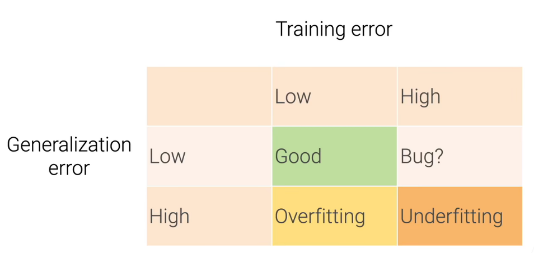 Training error
Low High
Generalization
error
Low Good Bug?
High Overfitting Underfitting